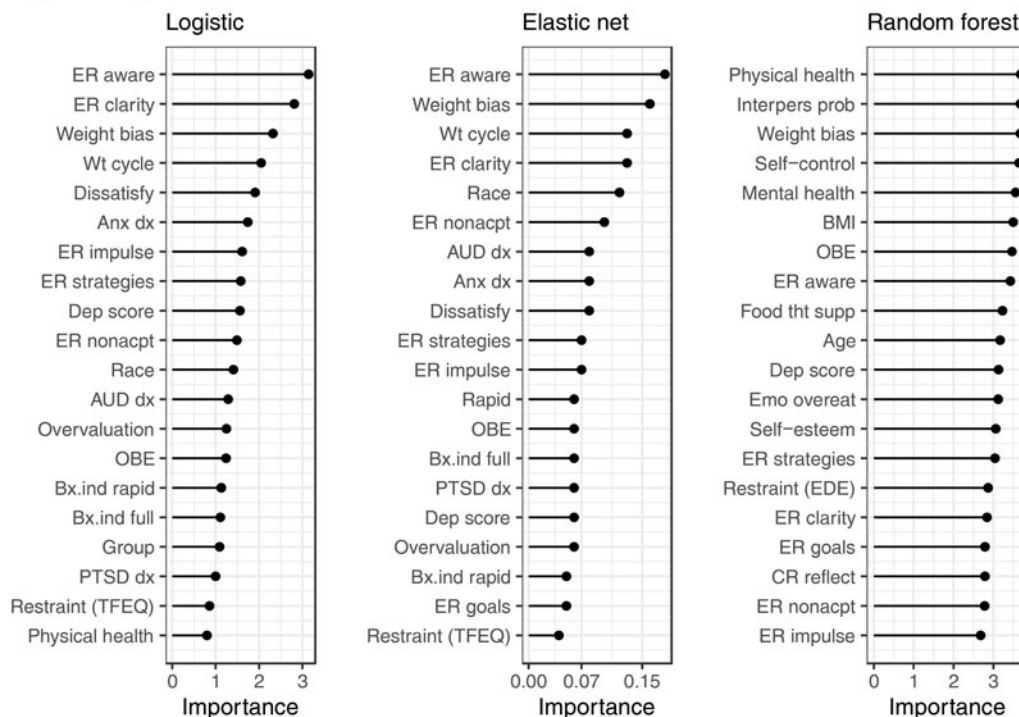 Logistic
ER aware
ER clarity
Weight bias
Wt cycle
Dissatisfy
Anx dx
ER impulse
ER strategies
Dep score
ER nonacpt
Race
AUD dx
Overvaluation
OBE
Bx.ind rapid
Bx.ind full
Group
PTSD dx
Restraint (TFEQ)
Physical health
0 1 2 3
Importance
Elastic net
ER aware
Weight bias
Wt cycle
ER clarity
Race
ER nonacpt
AUD dx
Anx dx
Dissatisfy
ER strategies
ER impulse
Rapid
OBE
Bx.ind full
PTSD dx
Dep score
Overvaluation
Bx.ind rapid
ER goals
Restraint (TFEQ)
0.00 0.07 0.15
Importance
Random forest
Physical health
Interpers prob
Weight bias
Self-control
Mental health
BMI
OBE
ER aware
Food tht supp
Age
Dep score
Emo overeat
Self-esteem
ER strategies
Restraint (EDE)
ER clarity
ER goals
CR reflect
ER nonacpt
ER impulse
0 1 2 3
Importance